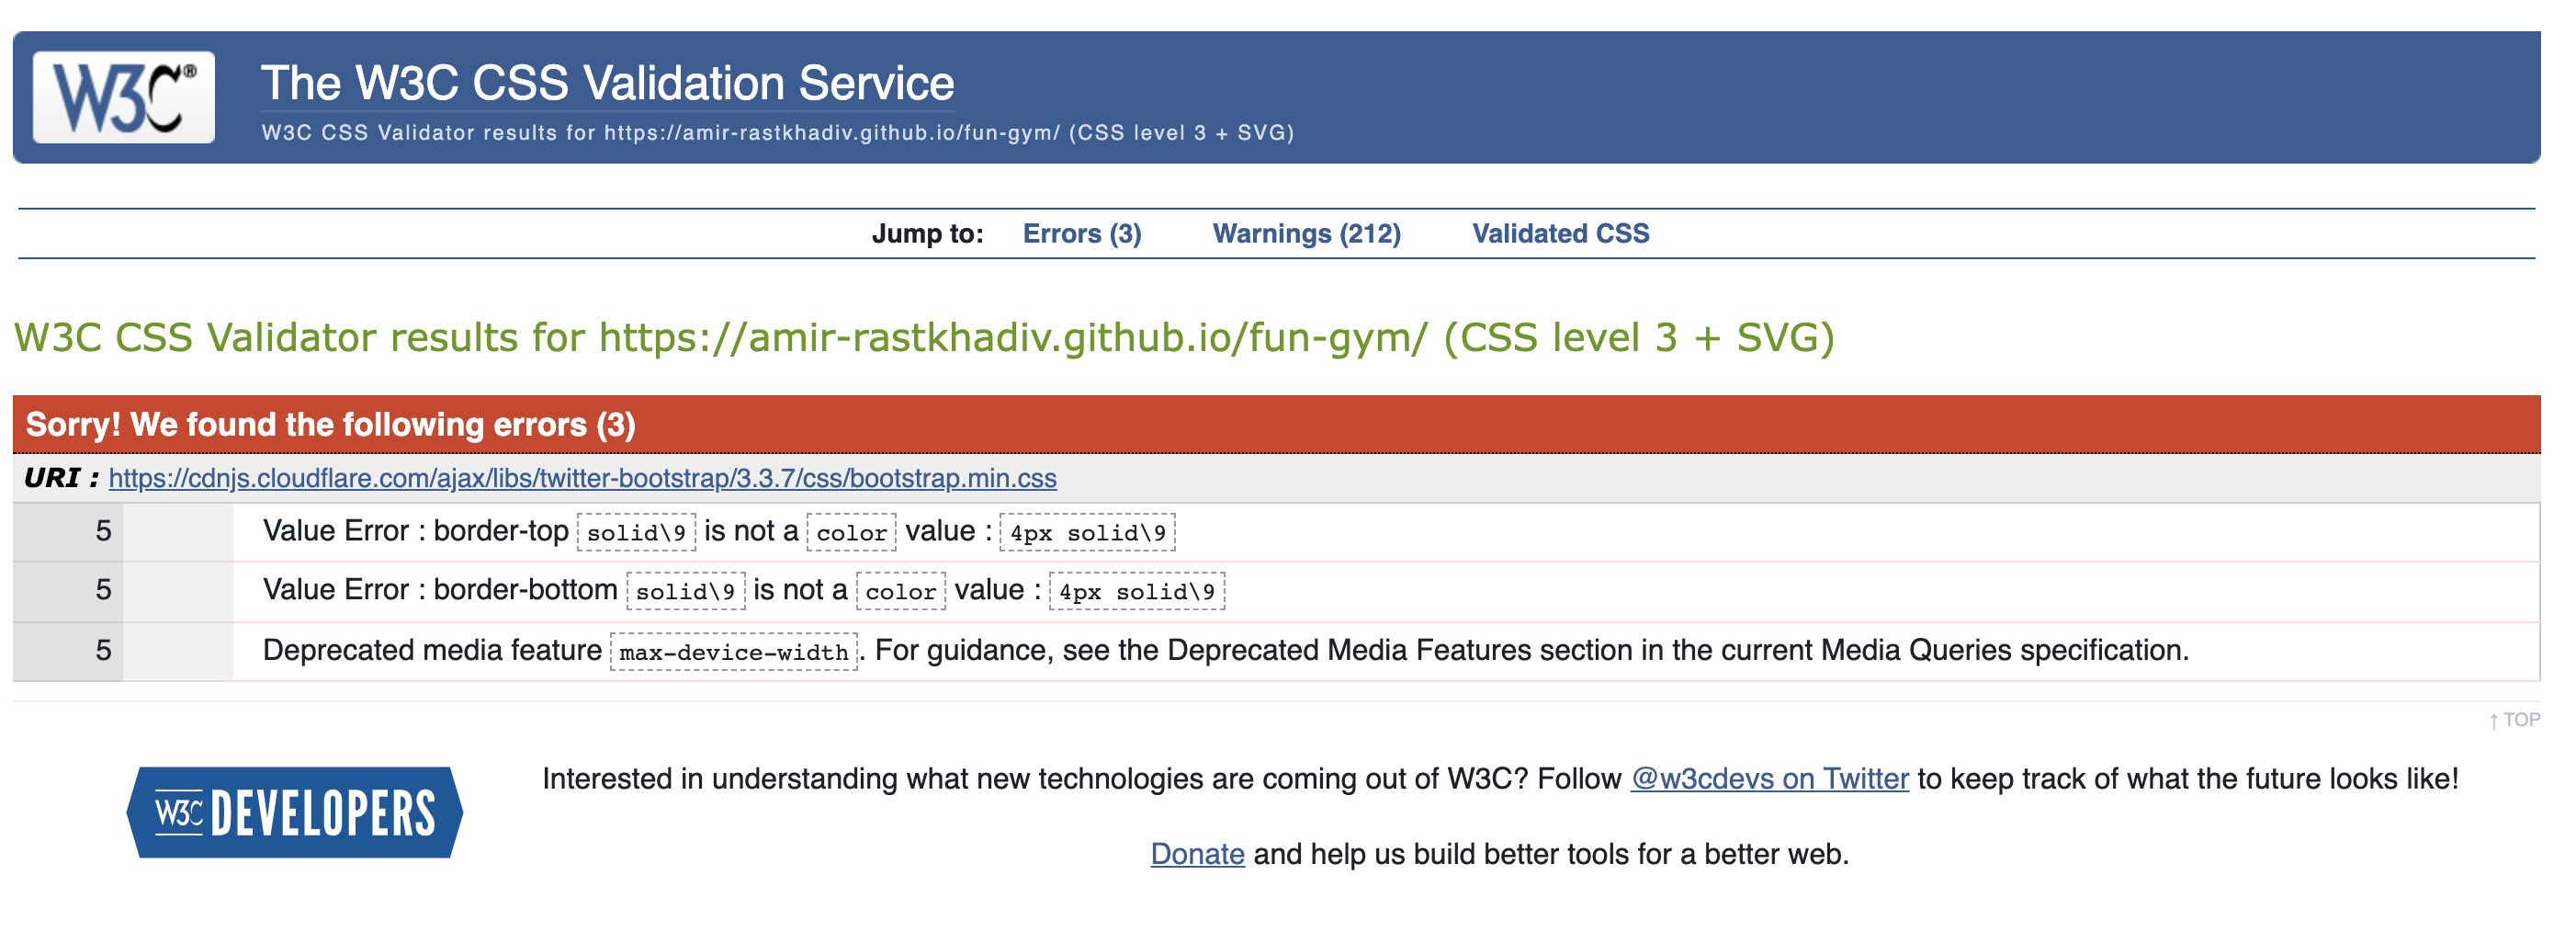 W3C®
The W3C CSS Validation Service
W3C CSS Validator results for https://amir-rastkhadiv.github.io/fun-gym/ (CSS level 3 + SVG)
Jump to: Errors (3) Warnings (212) Validated CSS
W3C CSS Validator results for https://amir-rastkhadiv.github.io/fun-gym/ (CSS level 3 + SVG)
Sorry! We found the following errors (3)
URI : https://cdnjs.cloudflare.com/ajax/libs/twitter-bootstrap/3.3.7/css/bootstrap.min.css
5 Value Error : border-top solid\9 is not a color value : 4px solid\9
5 Value Error : border-bottom solid\9 is not a color value : 4px solid\9
5 Deprecated media feature max-device-width. For guidance, see the Deprecated Media Features section in the current Media Queries specification.
↑ TOP
W3C DEVELOPERS
Interested in understanding what new technologies are coming out of W3C? Follow @w3cdevs on Twitter to keep track of what the future looks like!
Donate and help us build better tools for a better web.